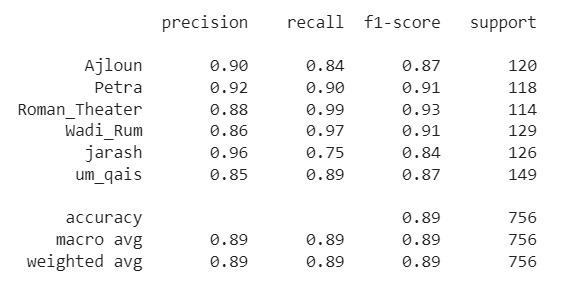 precision recall f1-score support
Ajloun 0.90 0.84 0.87 120
Petra 0.92 0.90 0.91 118
Roman_Theater 0.88 0.99 0.93 114
Wadi_Rum 0.86 0.97 0.91 129
jarash 0.96 0.75 0.84 126
um_qais 0.85 0.89 0.87 149
accuracy 0.89 756
macro avg 0.89 0.89 0.89 756
weighted avg 0.89 0.89 0.89 756